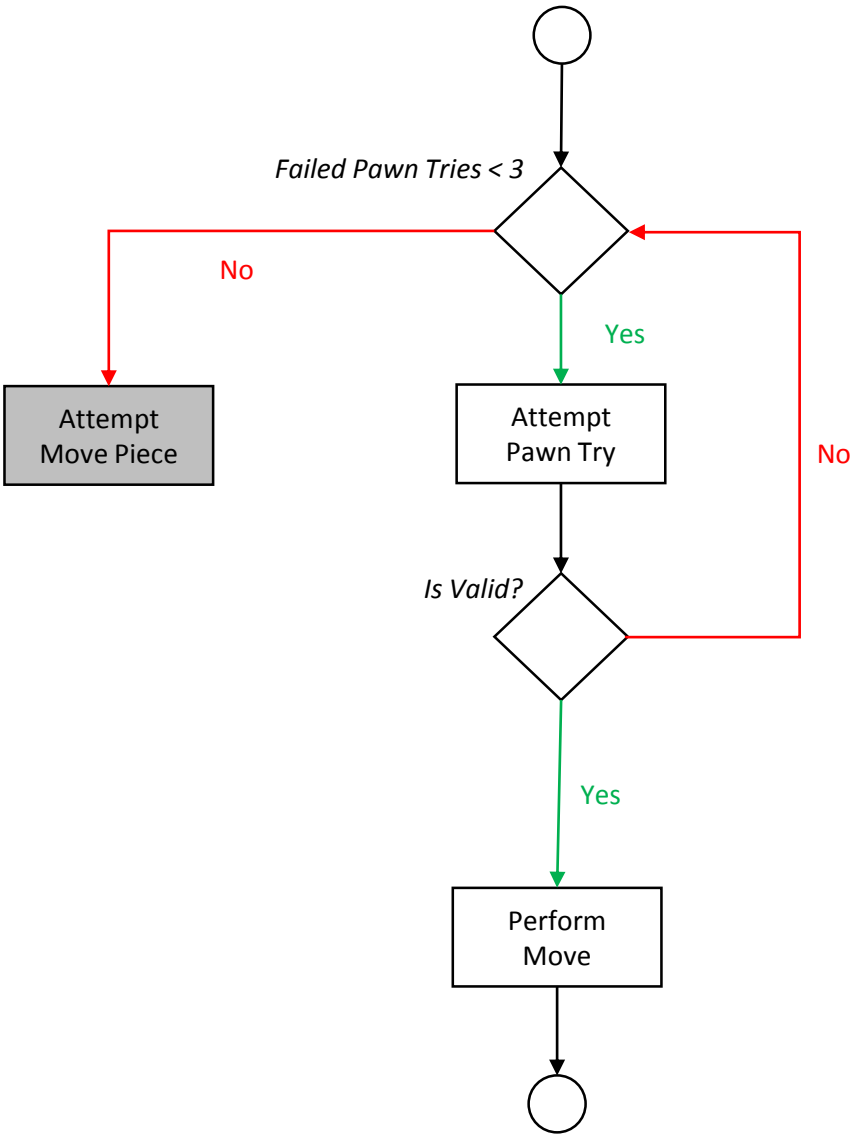 Failed Pawn Tries < 3
No
Yes
Attempt
Move Piece
Attempt
Pawn Try
No
Is Valid?
Yes
Perform
Move